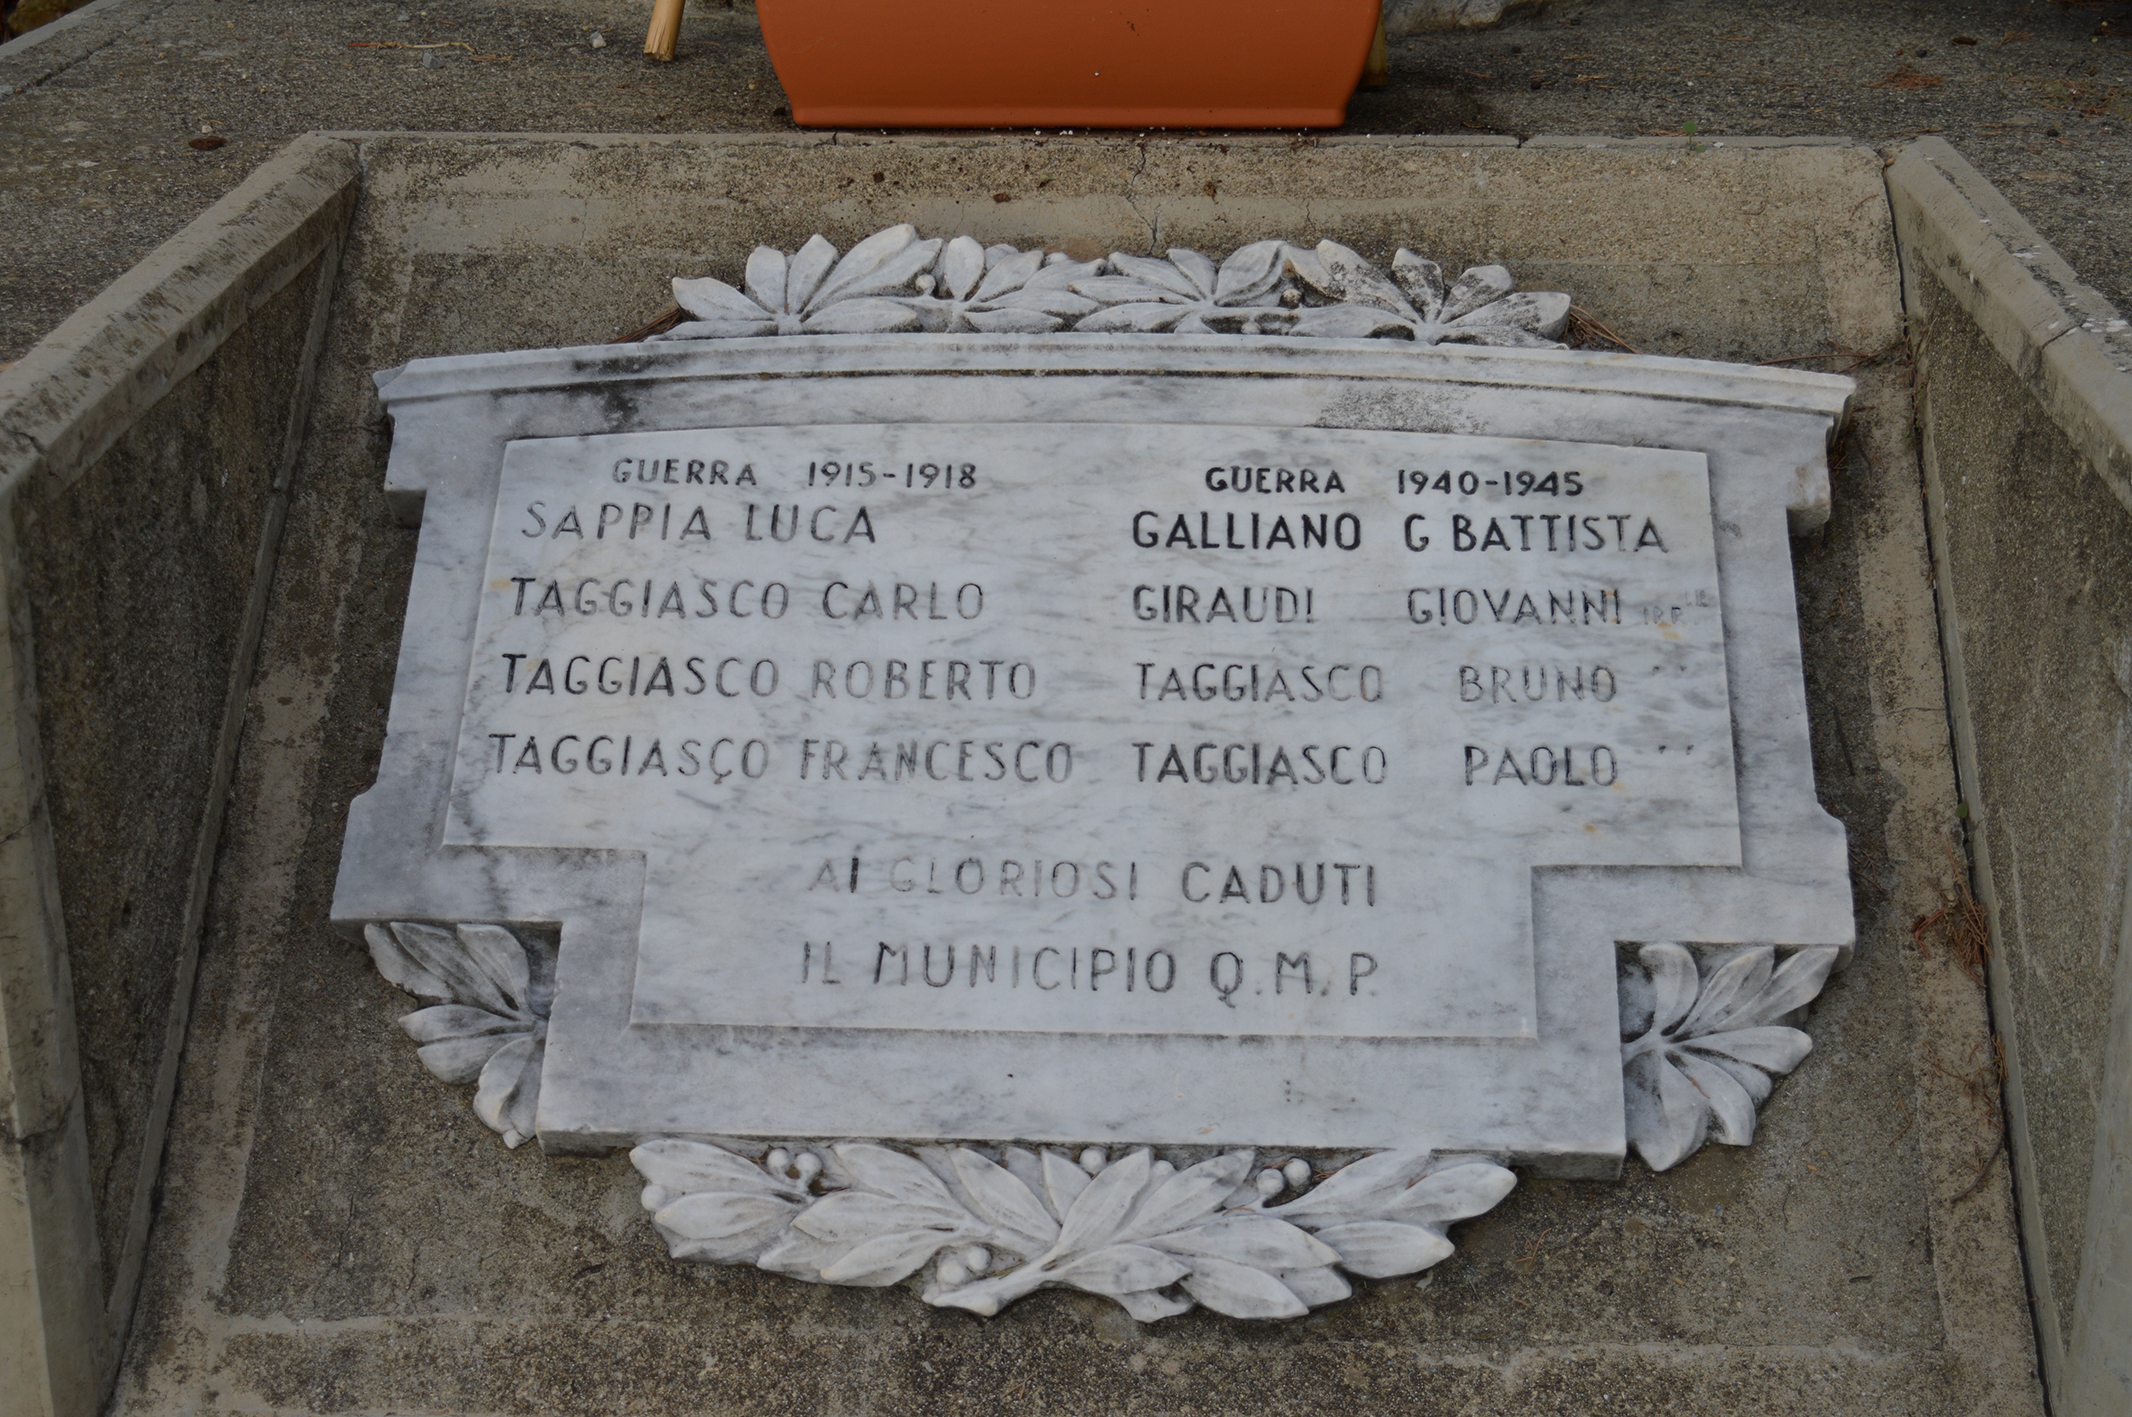 GUERRA 1915-1918
SAPPIA LUCA
TAGGIASCO CARLO
TAGGIASCO ROBERTO
TAGGIASCO FRANCESCO
GUERRA 1940-1945
GALLIANO G BATTISTA
GIRAUDI GIOVANNI
TAGGIASCO BRUNO
TAGGIASCO PAOLO
AI GLORIOSI CADUTI
IL MUNICIPIO Q.M.P.